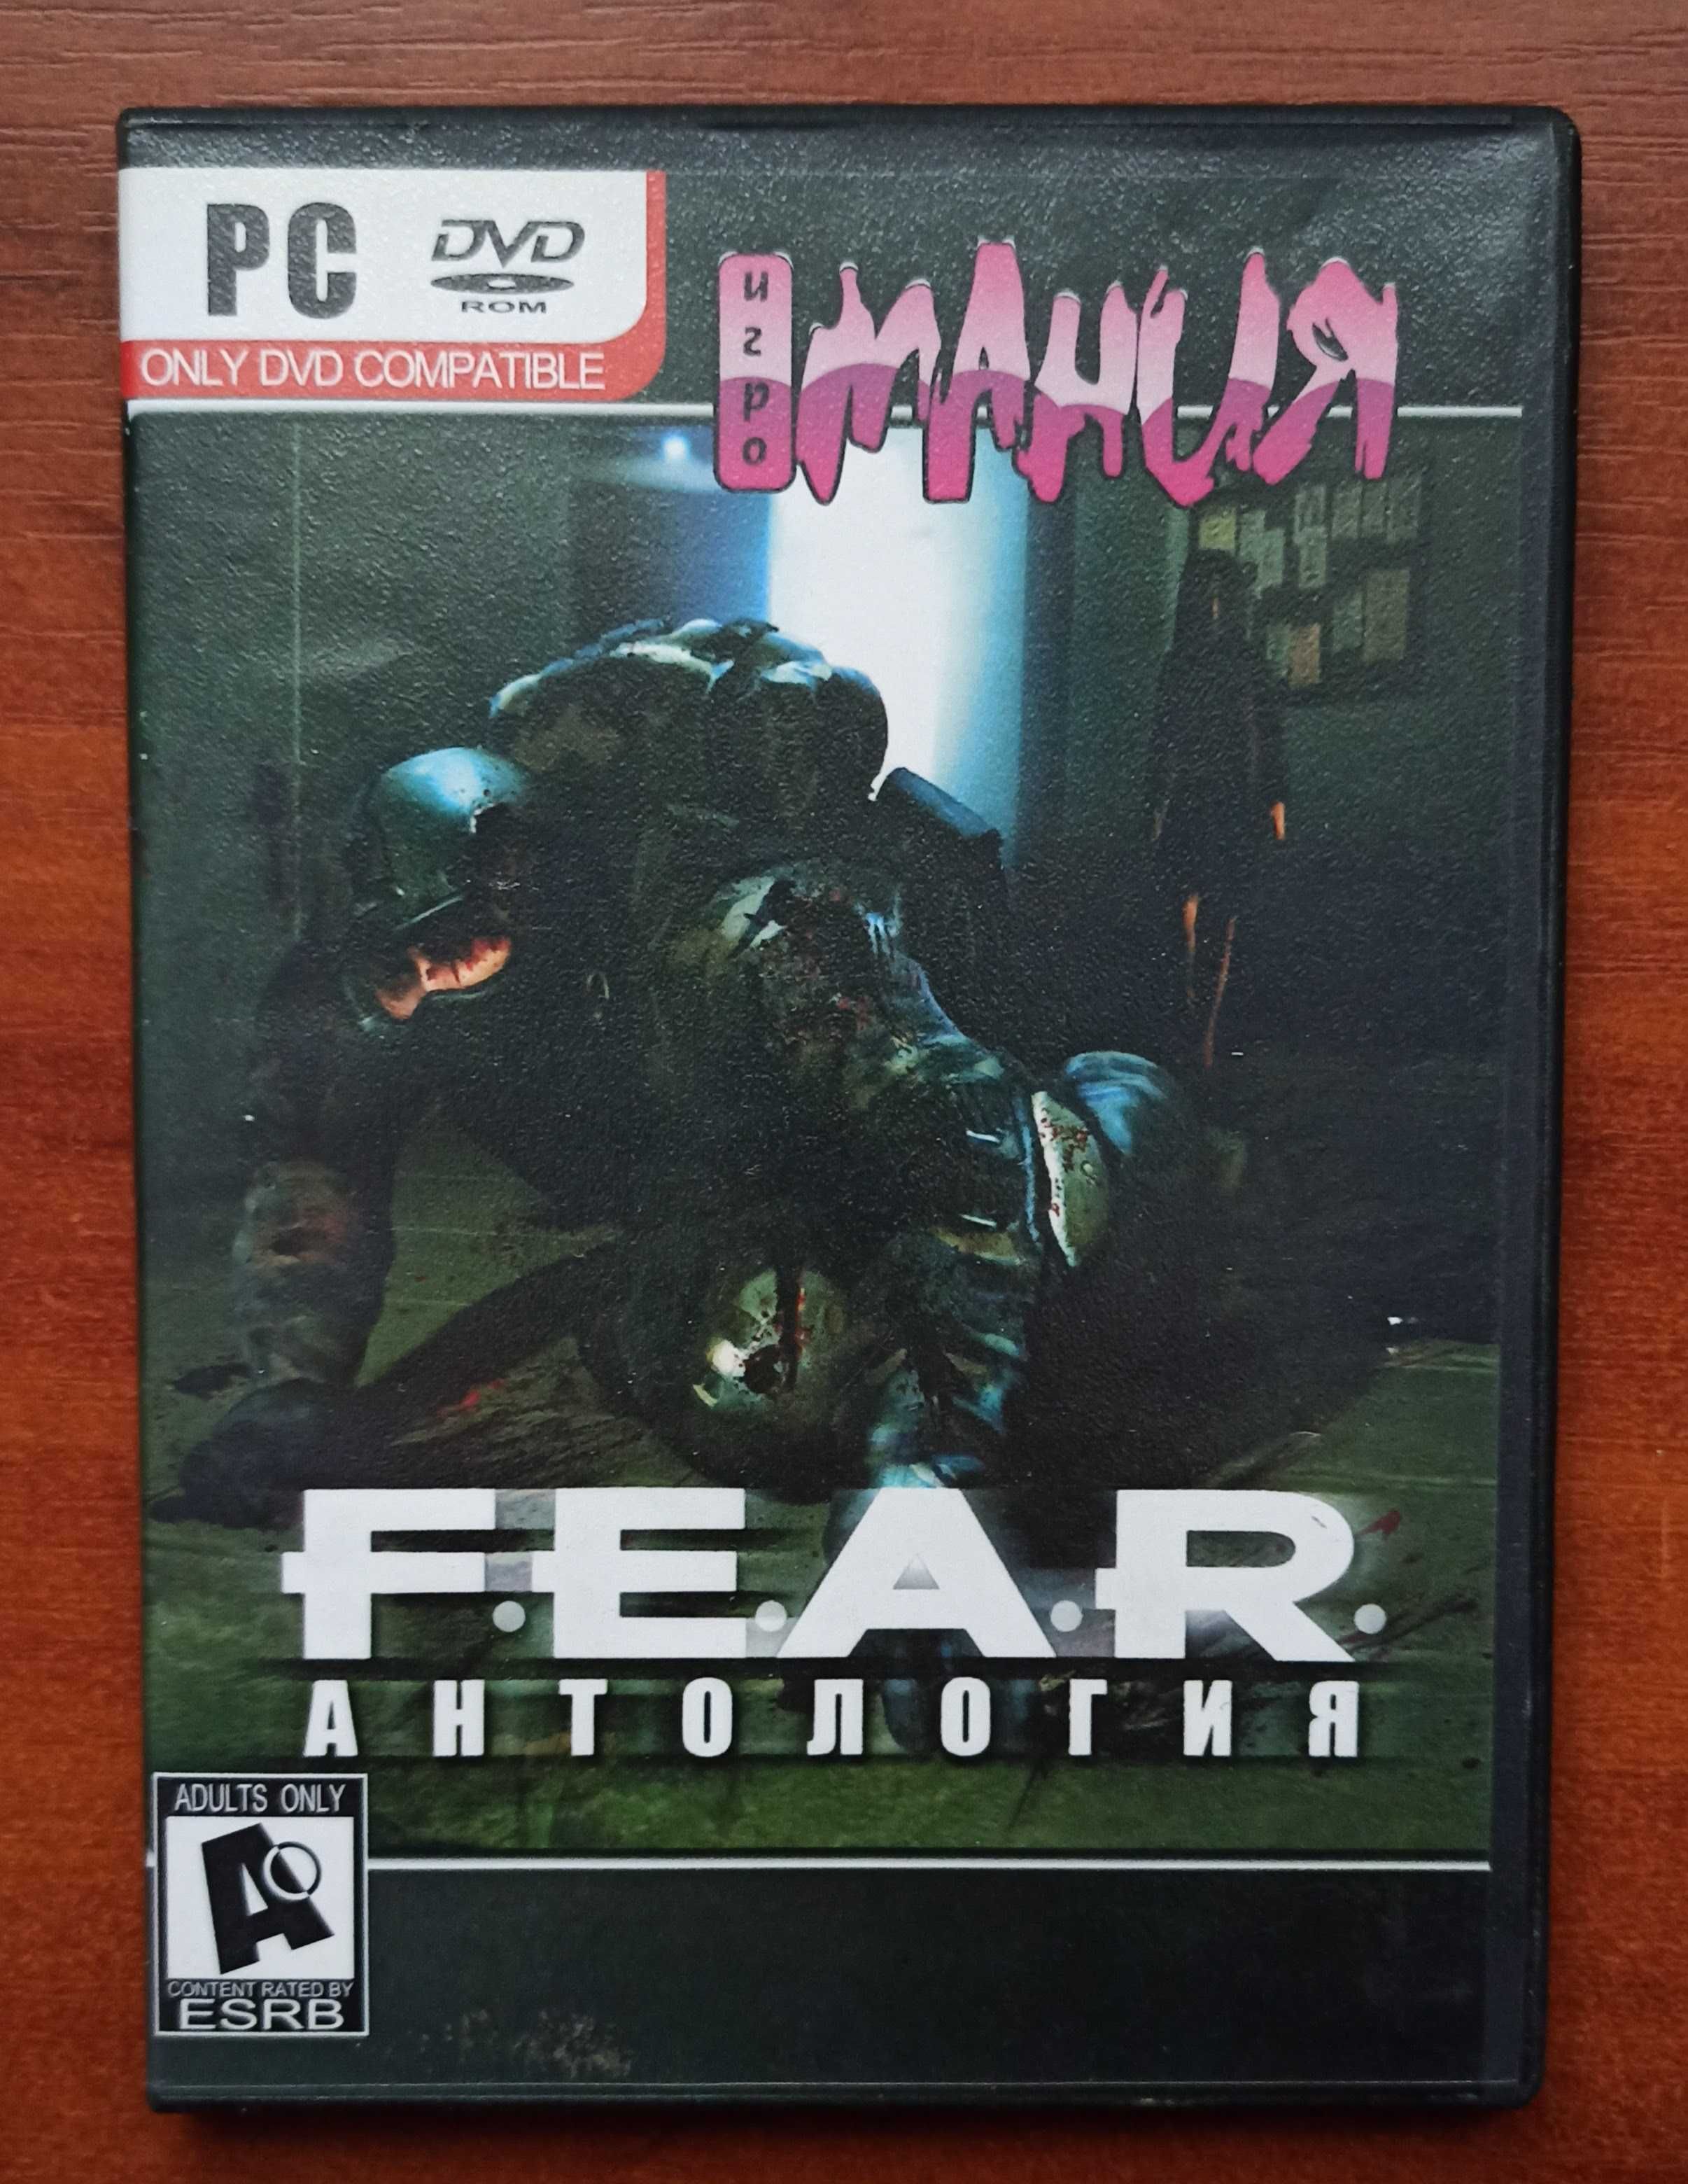 PC
DVD
ROM
ONLY DVD COMPATIBLE
игро
МАНИЯ
F.E.A.R.
АНТОЛОГИЯ
ADULTS ONLY
AO
CONTENT RATED BY
ESRB